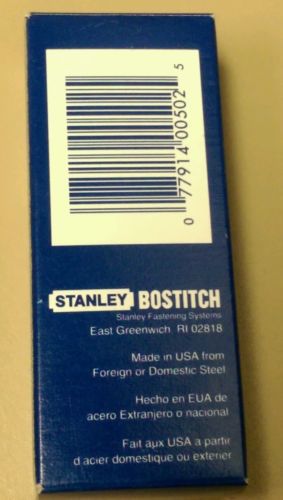 0 77914 00502 5
STANLEY BOSTITCH
Stanley Fastening Systems
East Greenwich, RI 02818
Made in USA from
Foreign or Domestic Steel
Hecho en EUA de
acero Extranjero o nacional
Fait aux USA a partir
d'acier domestique ou exterier